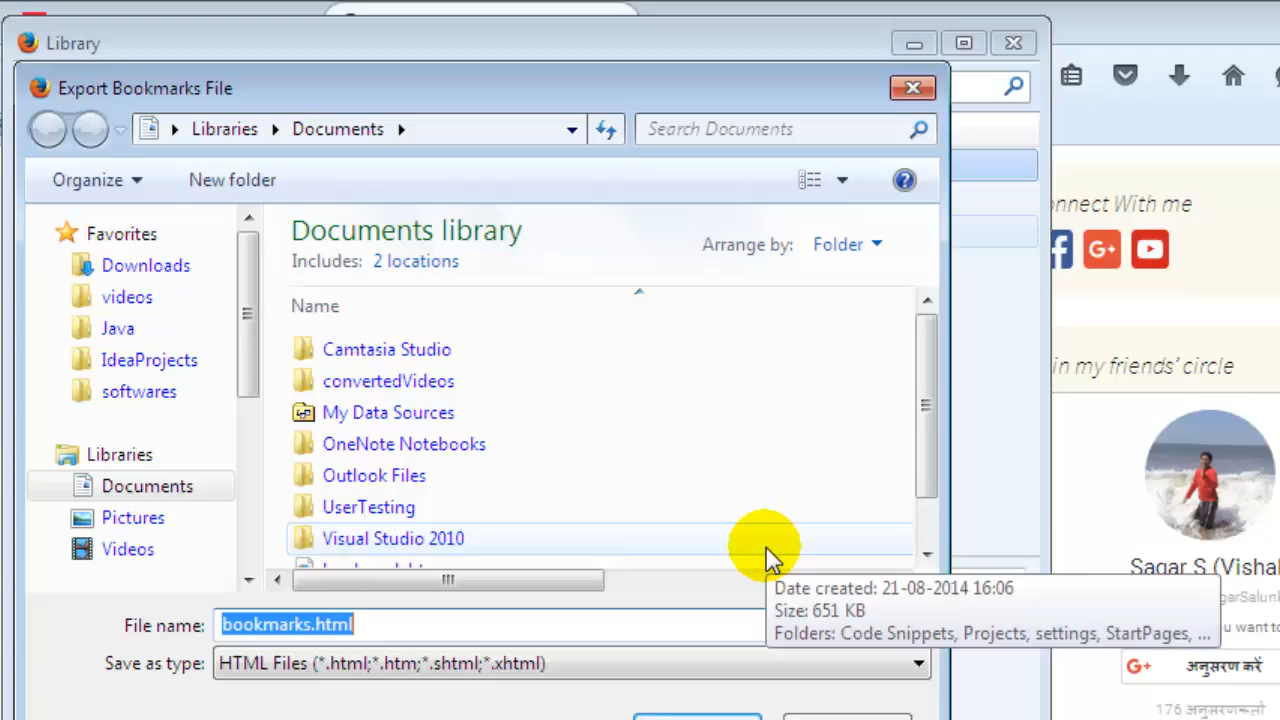 Library
Export Bookmarks File
Libraries
Documents
Search Documents
Organize
New folder
Favorites
Downloads
videos
Java
IdeaProjects
softwares
Libraries
Documents
Pictures
Videos
Documents library
Includes: 2 locations
Arrange by: Folder
Name
Camtasia Studio
convertedVideos
My Data Sources
OneNote Notebooks
Outlook Files
UserTesting
Visual Studio 2010
Date created: 21-08-2014 16:06
Size: 651 KB
Folders: Code Snippets, Projects, settings, StartPages, ...
File name: bookmarks.html
Save as type: HTML Files (*.html;*.htm;*.shtml;*.xhtml)
With me
G+
in my friends' circle
Sagar S
want to
G+ अनुसरण करें
176